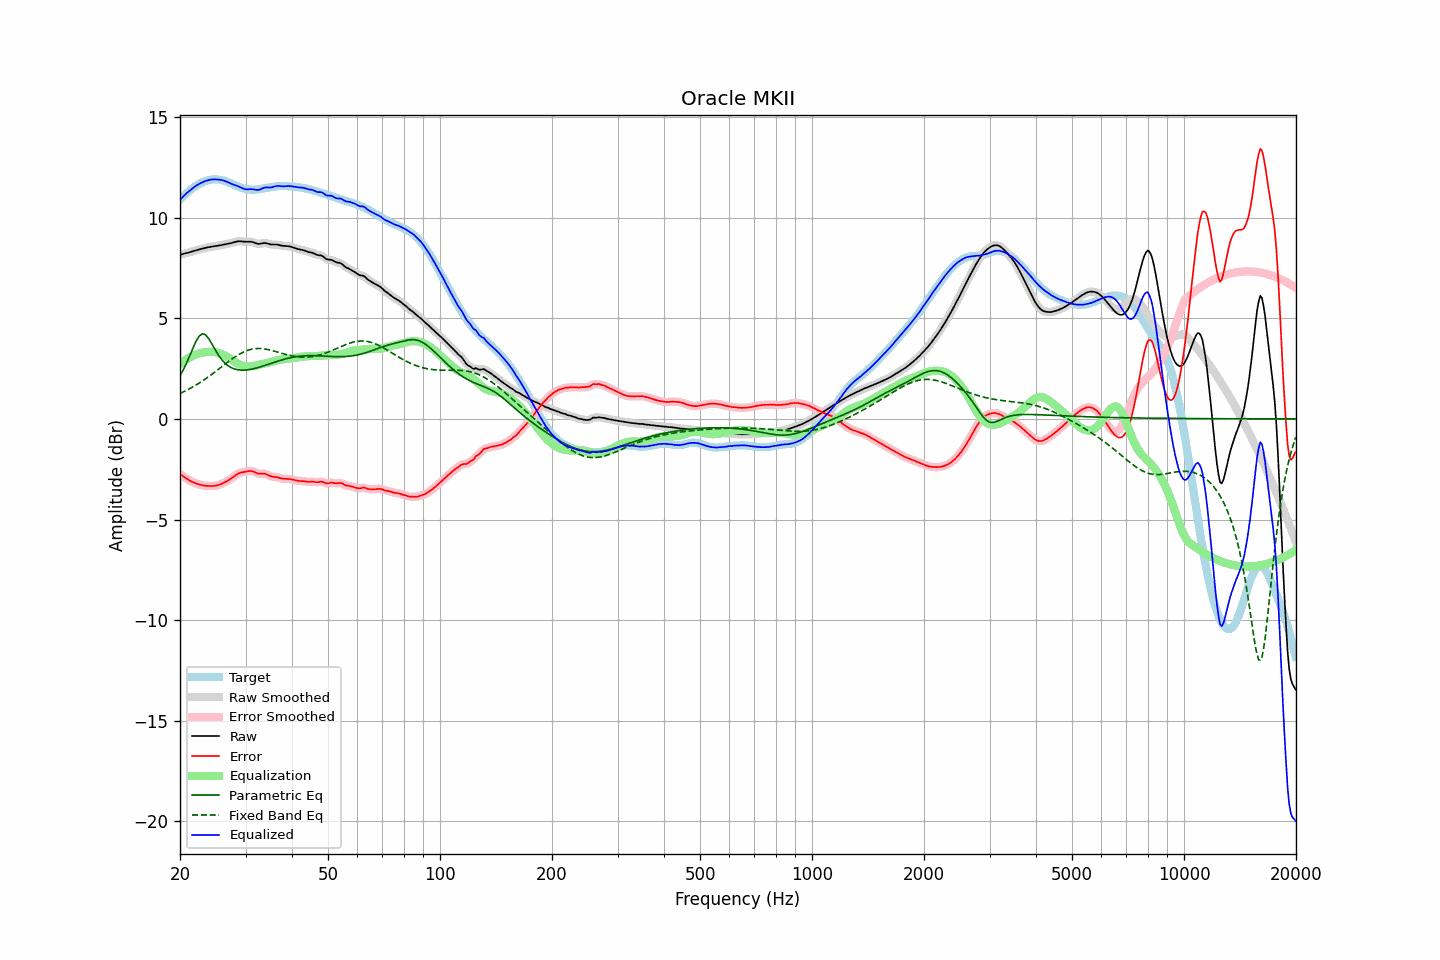 Oracle MKII
15
10
5
0
−5
−10
−15
−20
Amplitude (dBr)
Target
Raw Smoothed
Error Smoothed
Raw
Error
Equalization
Parametric Eq
Fixed Band Eq
Equalized
20 50 100 200 500 1000 2000 5000 10000 20000
Frequency (Hz)